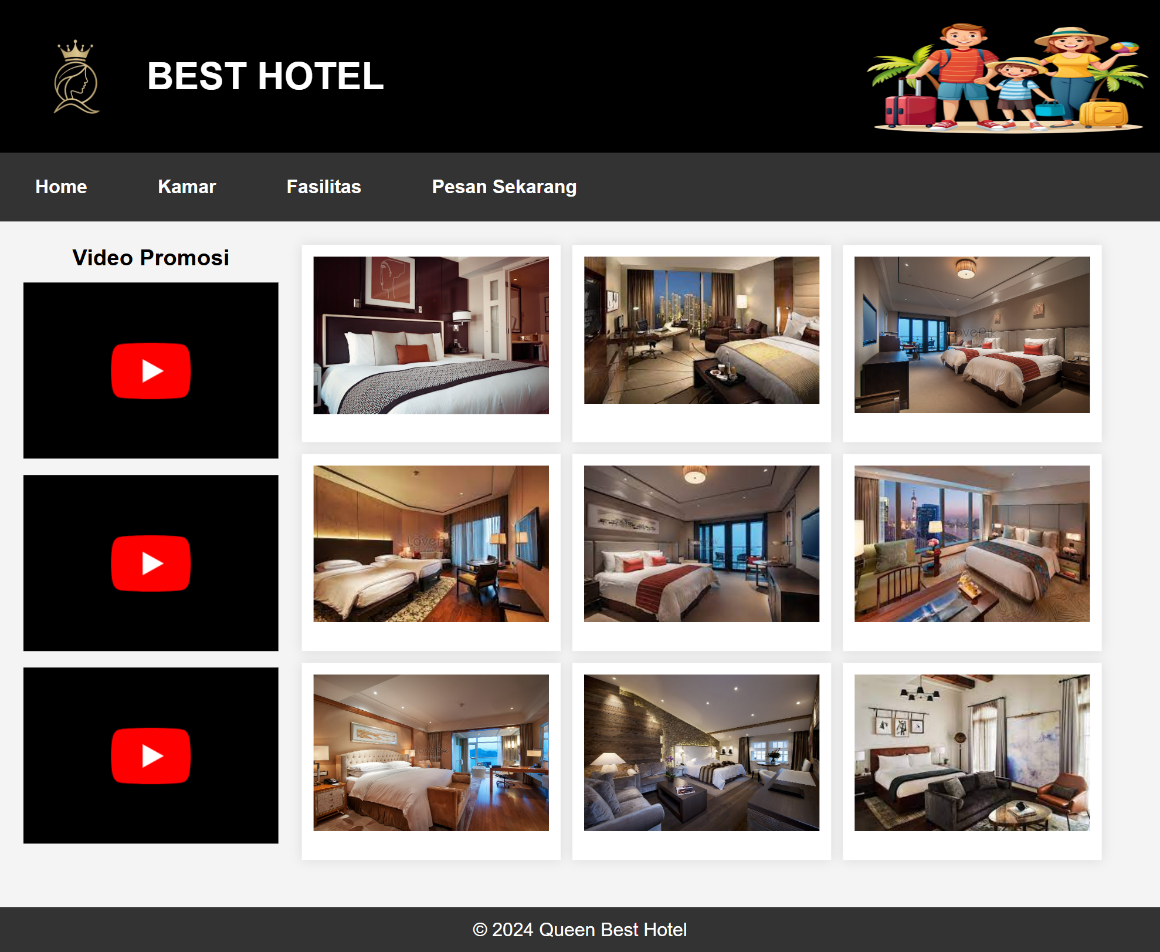 BEST HOTEL
Home
Kamar
Fasilitas
Pesan Sekarang
Video Promosi
© 2024 Queen Best Hotel